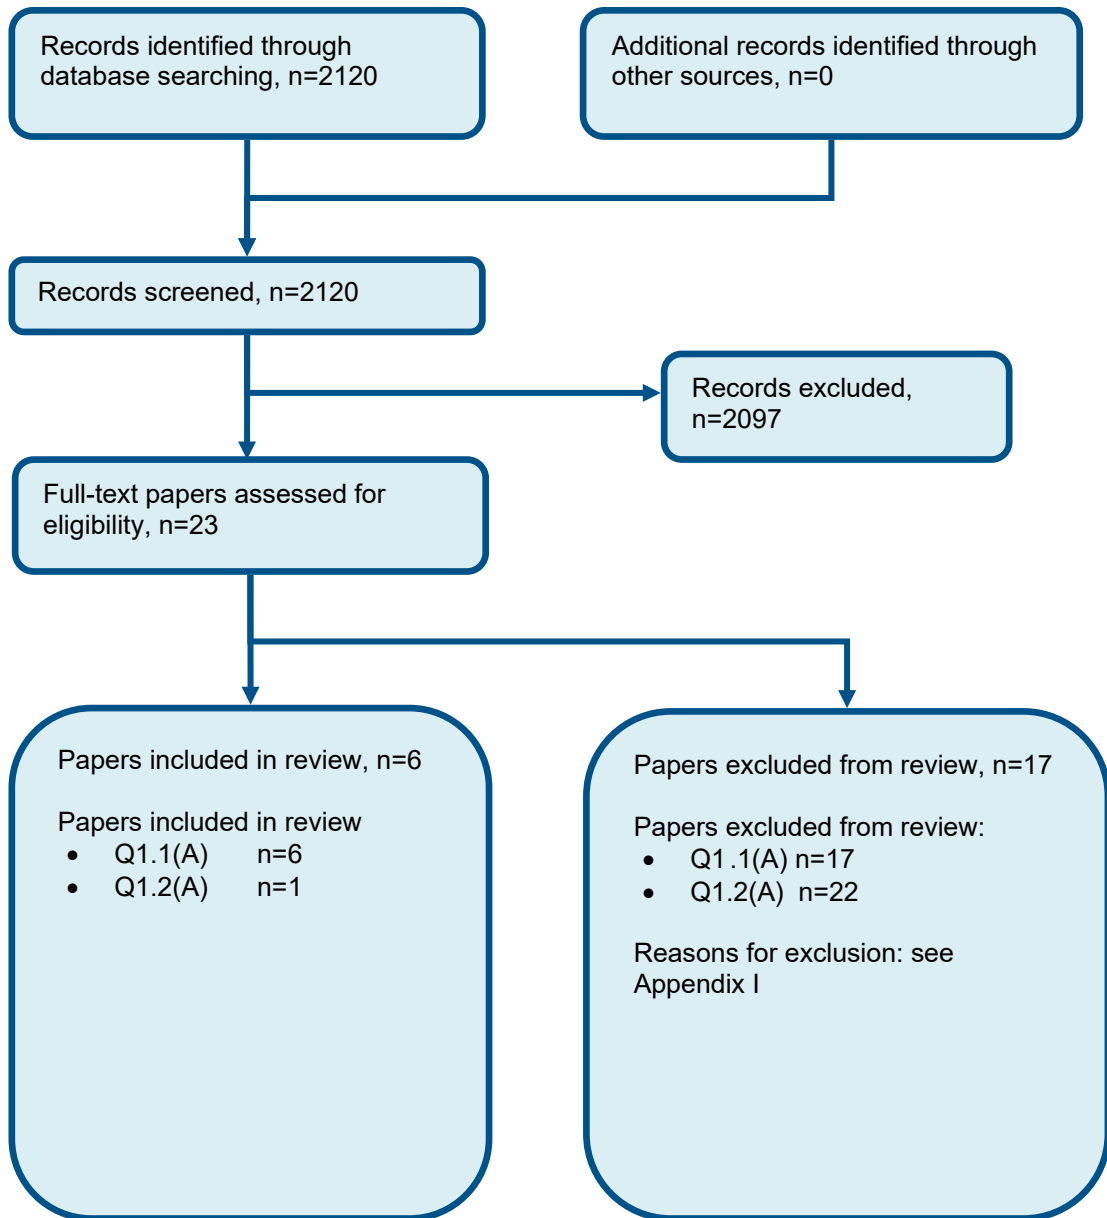 Records identified through
database searching, n=2120
Additional records identified through
other sources, n=0
Records screened, n=2120
Records excluded,
n=2097
Full-text papers assessed for
eligibility, n=23
Papers included in review, n=6
Papers included in review
• Q1.1(A) n=6
• Q1.2(A) n=1
Papers excluded from review, n=17
Papers excluded from review:
• Q1.1(A) n=17
• Q1.2(A) n=22
Reasons for exclusion: see
Appendix I